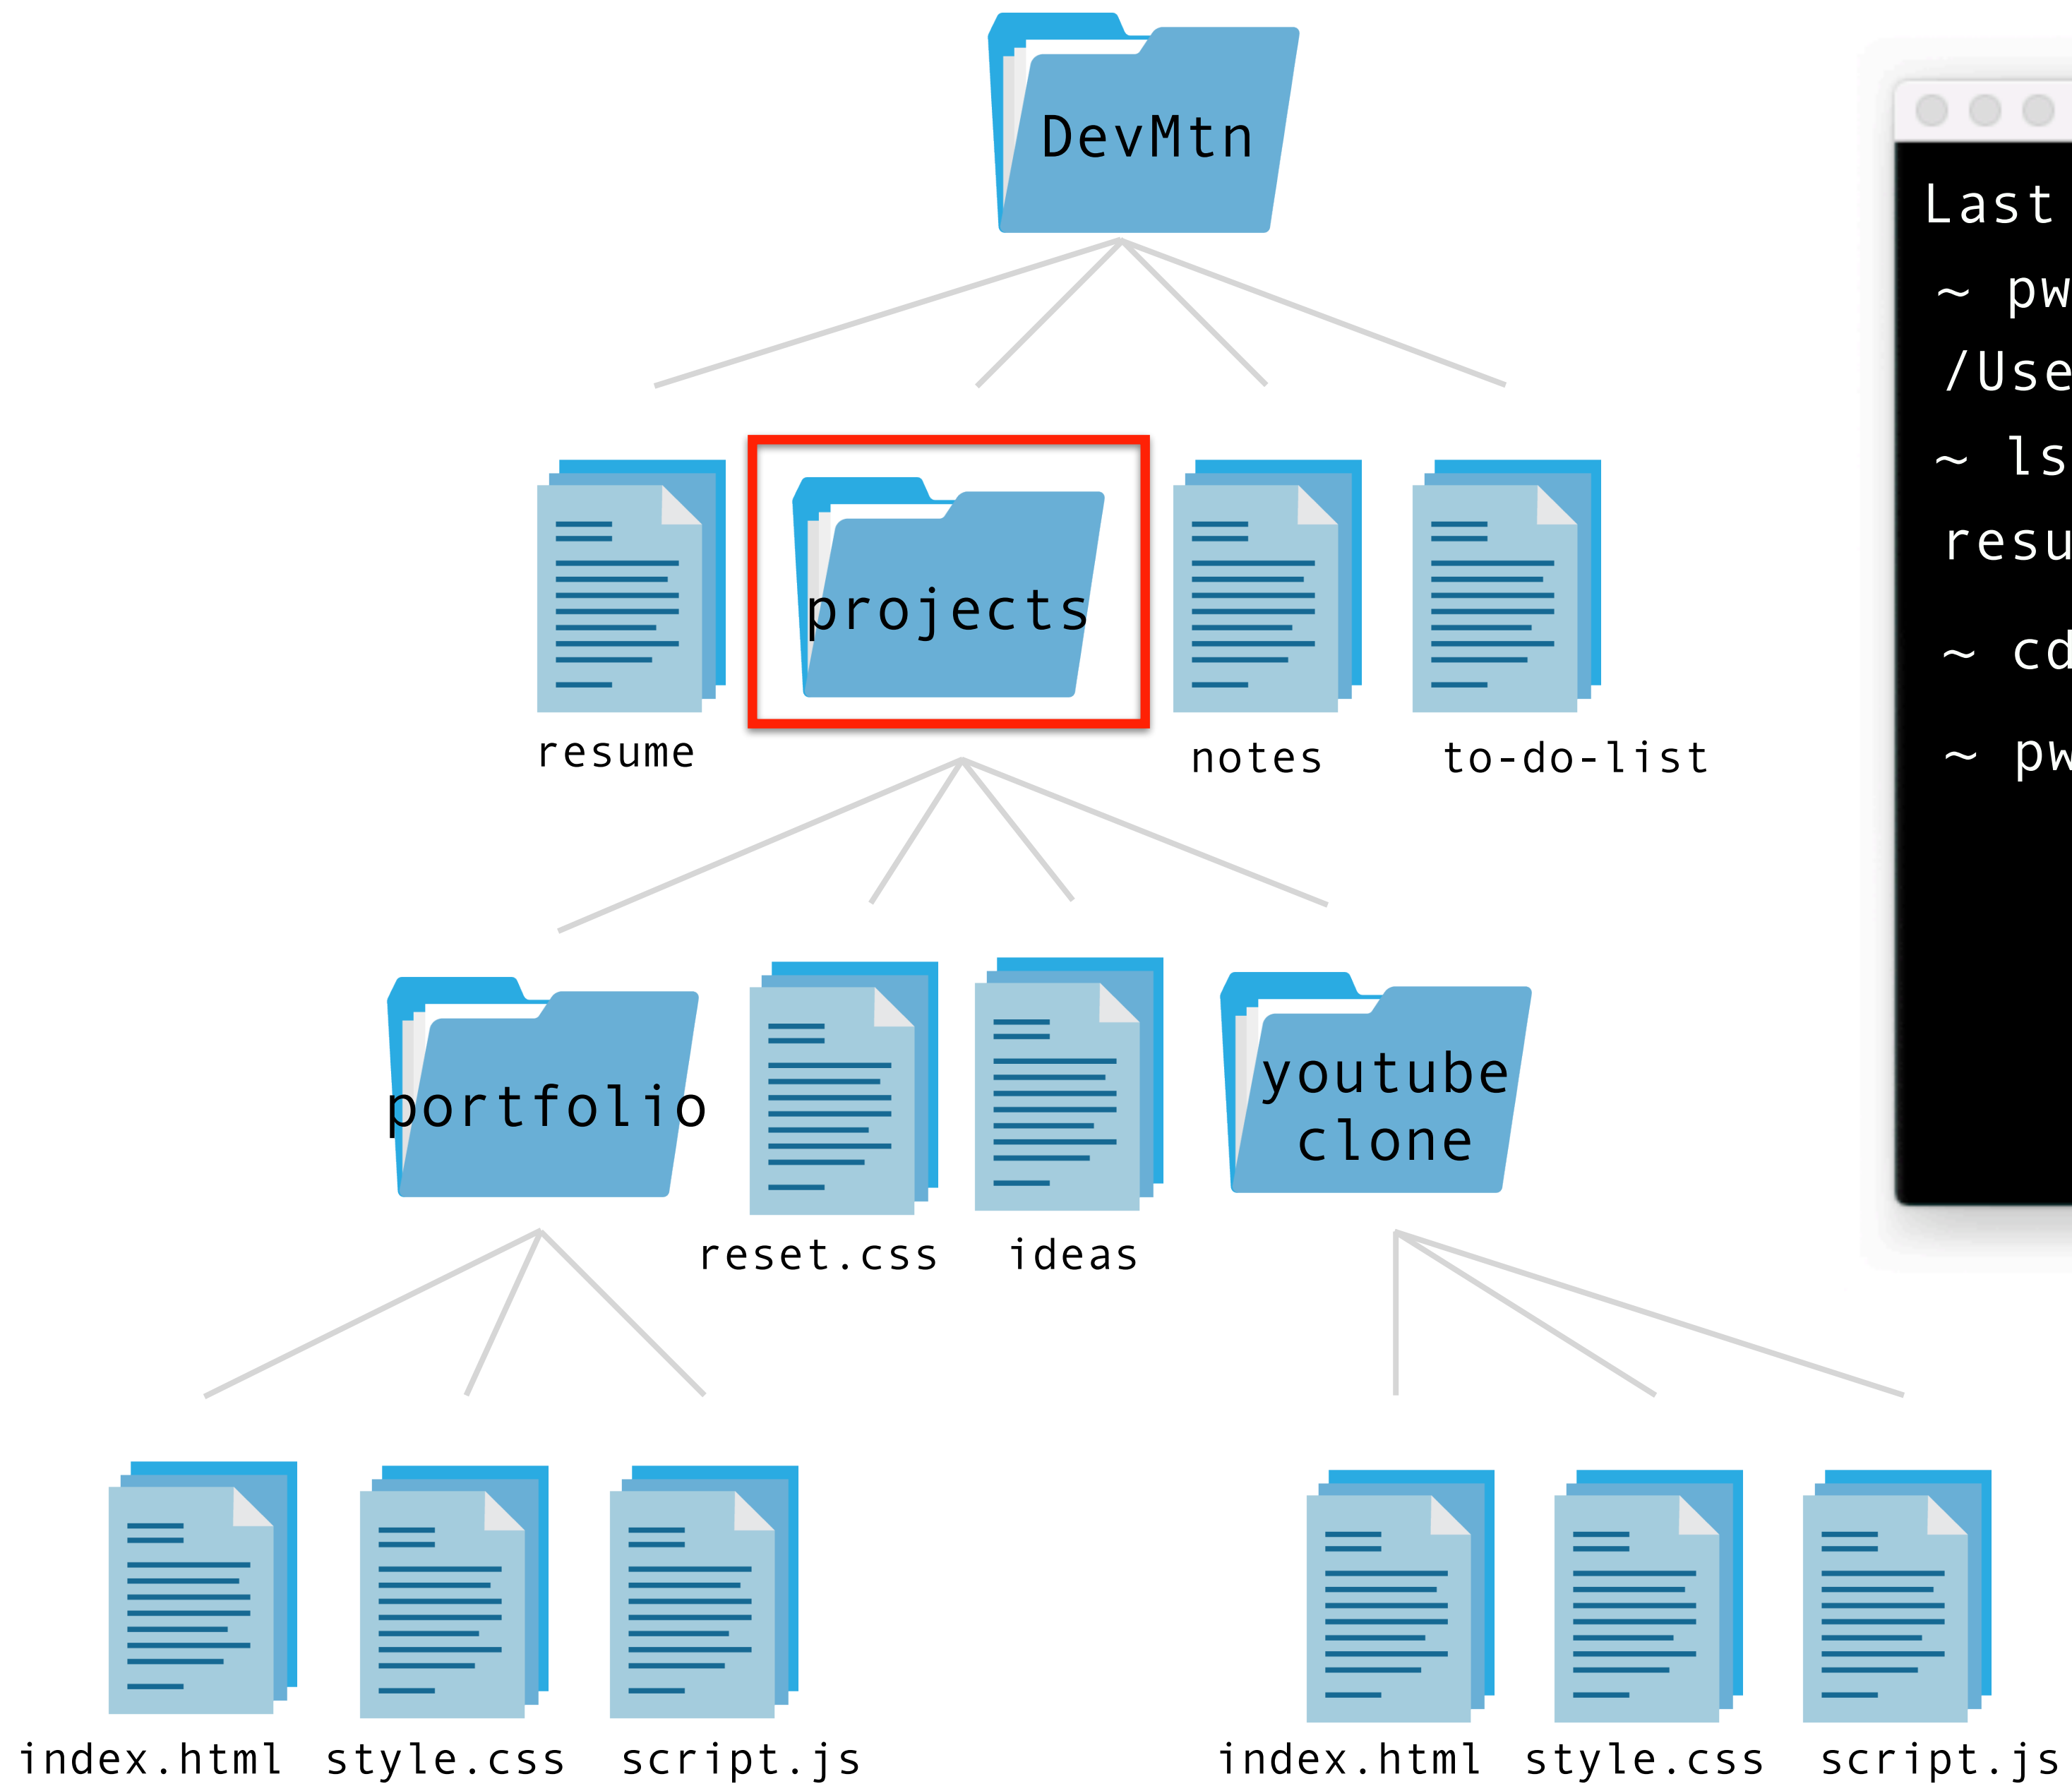 DevMtn
projects
resume
notes
to-do-list
portfolio
reset.css
ideas
youtube
clone
index.html
style.css
script.js
index.html
style.css
script.js
Last
~ pw
/Use
~ ls
resu
~ cd
~ pw